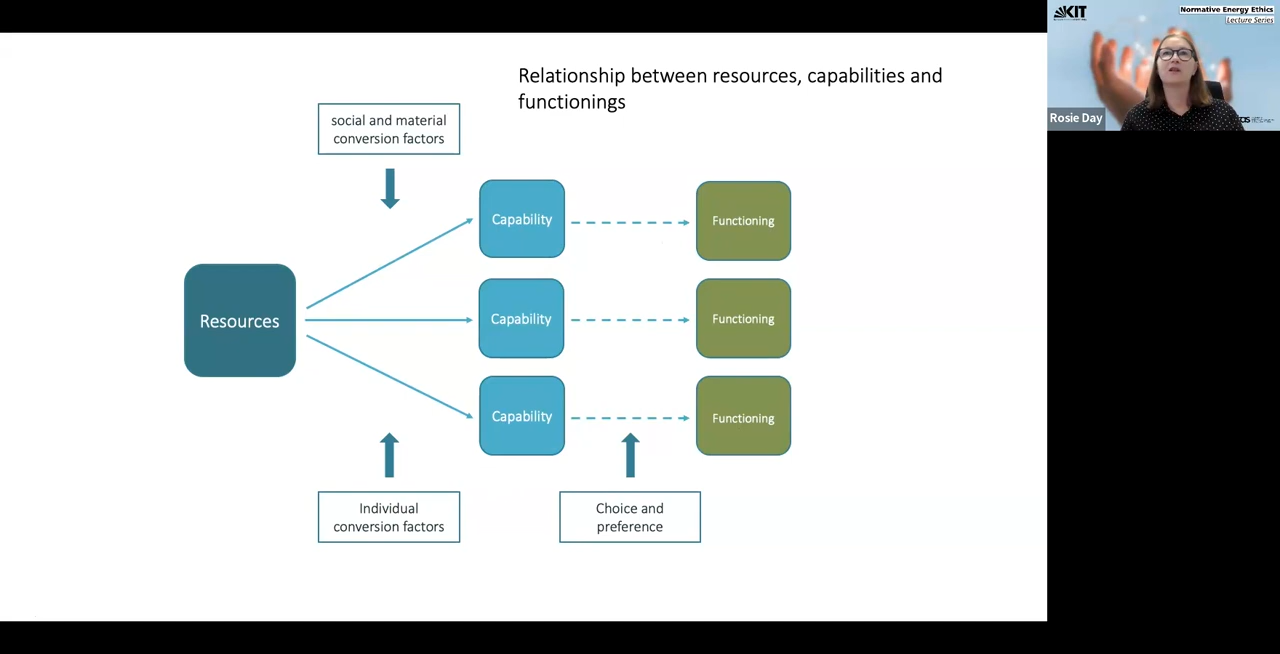 Relationship between resources, capabilities and
functionings
social and material
conversion factors
Capability
Functioning
Resources
Capability
Functioning
Capability
Functioning
Individual
conversion factors
Choice and
preference
KIT
Normative Energy Ethics
Lecture Series
Rosie Day